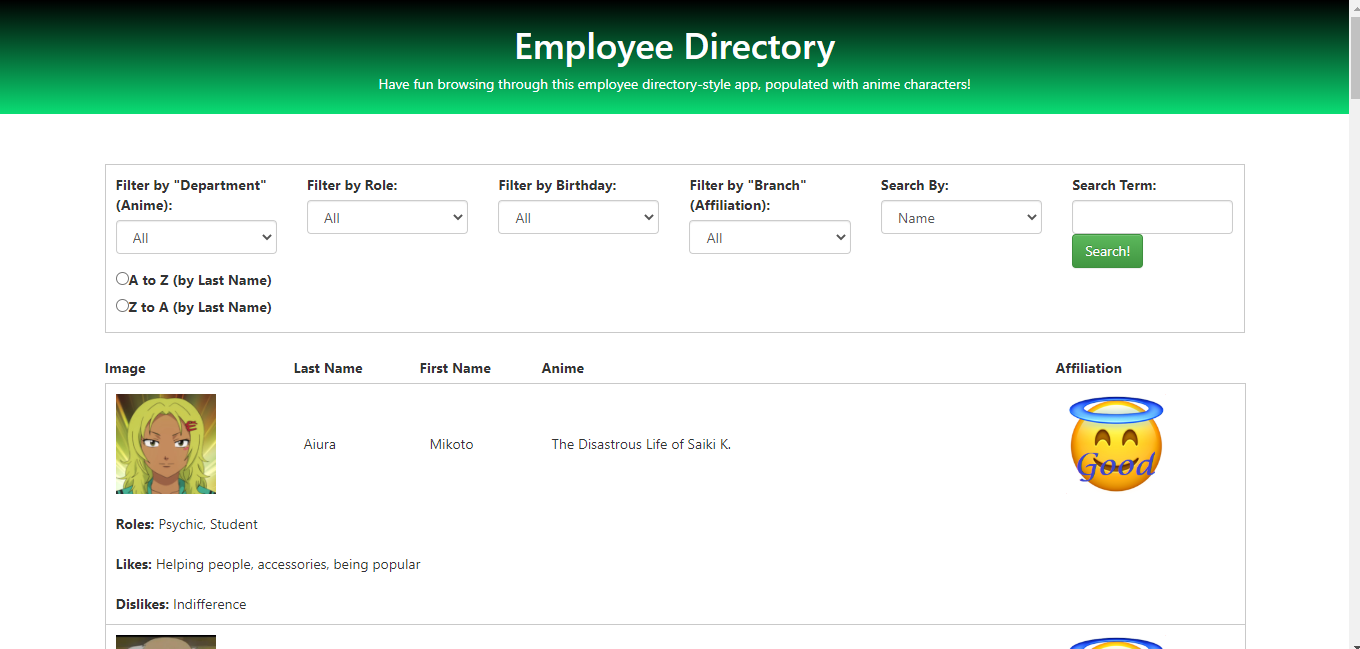 Employee Directory
Have fun browsing through this employee directory-style app, populated with anime characters!
Filter by "Department"
(Anime):
All
Filter by Role:
All
Filter by Birthday:
All
Filter by "Branch"
(Affiliation):
All
Search By:
Name
Search Term:
Search!
A to Z (by Last Name)
Z to A (by Last Name)
Image Last Name First Name Anime Affiliation
Aiura Mikoto The Disastrous Life of Saiki K. Good
Roles: Psychic, Student
Likes: Helping people, accessories, being popular
Dislikes: Indifference